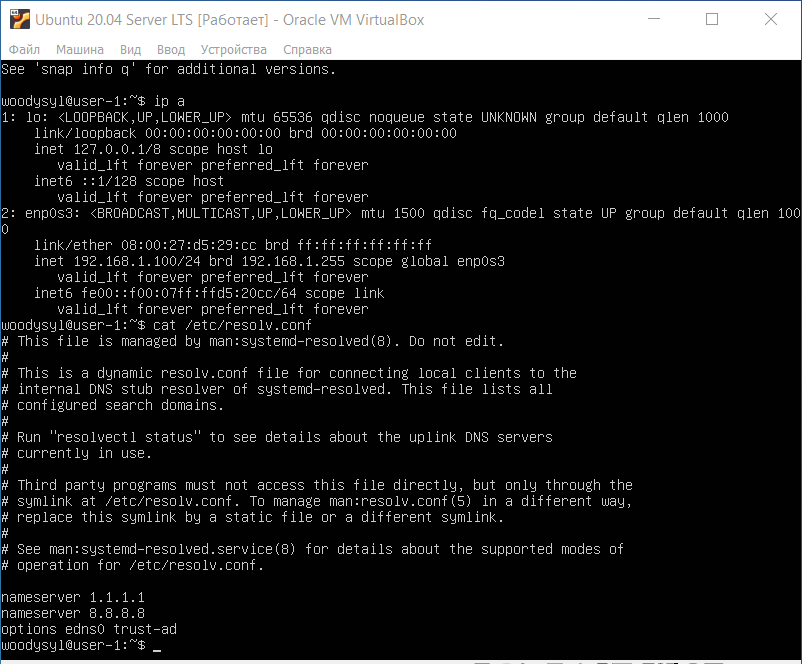 Ubuntu 20.04 Server LTS [Работает] - Oracle VM VirtualBox
Файл Машина Вид Ввод Устройства Справка
See 'snap info q' for additional versions.
woodysyl@user-1:~$ ip a
1: lo: <LOOPBACK,UP,LOWER_UP> mtu 65536 qdisc noqueue state UNKNOWN group default qlen 1000
link/loopback 00:00:00:00:00:00 brd 00:00:00:00:00:00
inet 127.0.0.1/8 scope host lo
valid_lft forever preferred_lft forever
inet6 ::1/128 scope host
valid_lft forever preferred_lft forever
2: enp0s3: <BROADCAST,MULTICAST,UP,LOWER_UP> mtu 1500 qdisc fq_codel state UP group default qlen 100
0
link/ether 08:00:27:d5:29:cc brd ff:ff:ff:ff:ff:ff
inet 192.168.1.100/24 brd 192.168.1.255 scope global enp0s3
valid_lft forever preferred_lft forever
inet6 fe00::f00:07ff:ffd5:20cc/64 scope link
valid_lft forever preferred_lft forever
woodysyl@user-1:~$ cat /etc/resolv.conf
# This file is managed by man:systemd-resolved(8). Do not edit.
#
# This is a dynamic resolv.conf file for connecting local clients to the
# internal DNS stub resolver of systemd-resolved. This file lists all
# configured search domains.
#
# Run "resolvectl status" to see details about the uplink DNS servers
# currently in use.
#
# Third party programs must not access this file directly, but only through the
# symlink at /etc/resolv.conf. To manage man:resolv.conf(5) in a different way,
# replace this symlink by a static file or a different symlink.
#
# See man:systemd-resolved.service(8) for details about the supported modes of
# operation for /etc/resolv.conf.
nameserver 1.1.1.1
nameserver 8.8.8.8
options edns0 trust-ad
woodysyl@user-1:~$ _